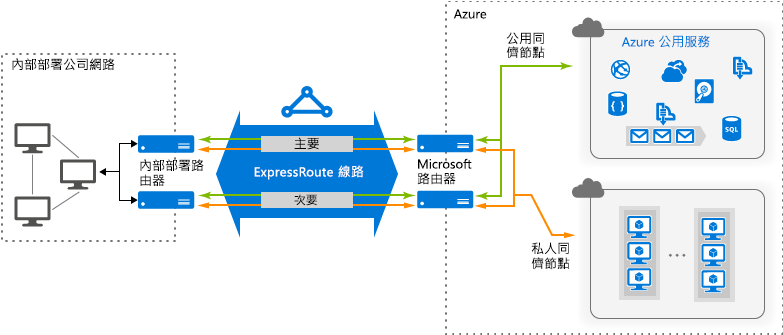 Azure
公用同
儕節點
Azure 公用服務
內部部署公司網路
{ }
SQL
主要
內部部署路
由器
ExpressRoute 線路
Microsoft
路由器
次要
私人同
儕節點
...